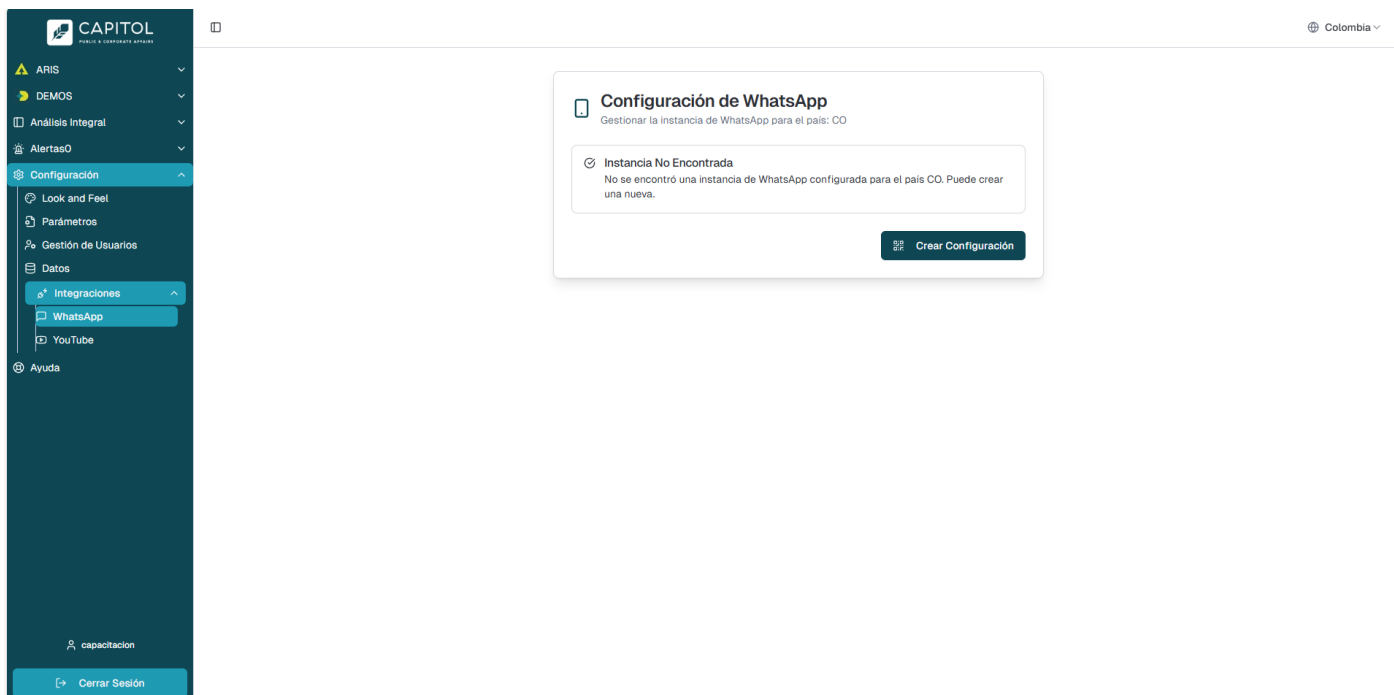 CAPITOL
PUBLIC & CORPORATE AFFAIRS
Colombia
ARIS
DEMOS
Análisis Integral
Alertas0
Configuración
Look and Feel
Parámetros
Gestión de Usuarios
Datos
Integraciones
WhatsApp
YouTube
Ayuda
capacitacion
Cerrar Sesión
Configuración de WhatsApp
Gestionar la instancia de WhatsApp para el país: CO
Instancia No Encontrada
No se encontró una instancia de WhatsApp configurada para el país CO. Puede crear
una nueva.
Crear Configuración